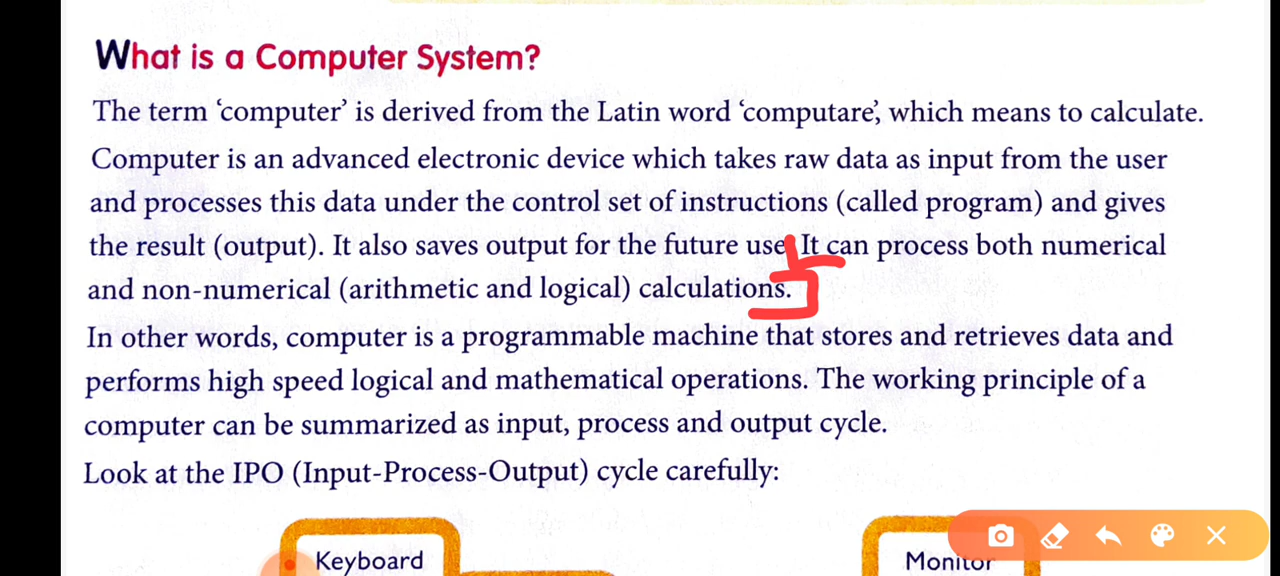 What is a Computer System?
The term ‘computer’ is derived from the Latin word ‘computare’, which means to calculate.
Computer is an advanced electronic device which takes raw data as input from the user
and processes this data under the control set of instructions (called program) and gives
the result (output). It also saves output for the future use. It can process both numerical
and non-numerical (arithmetic and logical) calculations.
In other words, computer is a programmable machine that stores and retrieves data and
performs high speed logical and mathematical operations. The working principle of a
computer can be summarized as input, process and output cycle.
Look at the IPO (Input-Process-Output) cycle carefully:
Keyboard
Monitor